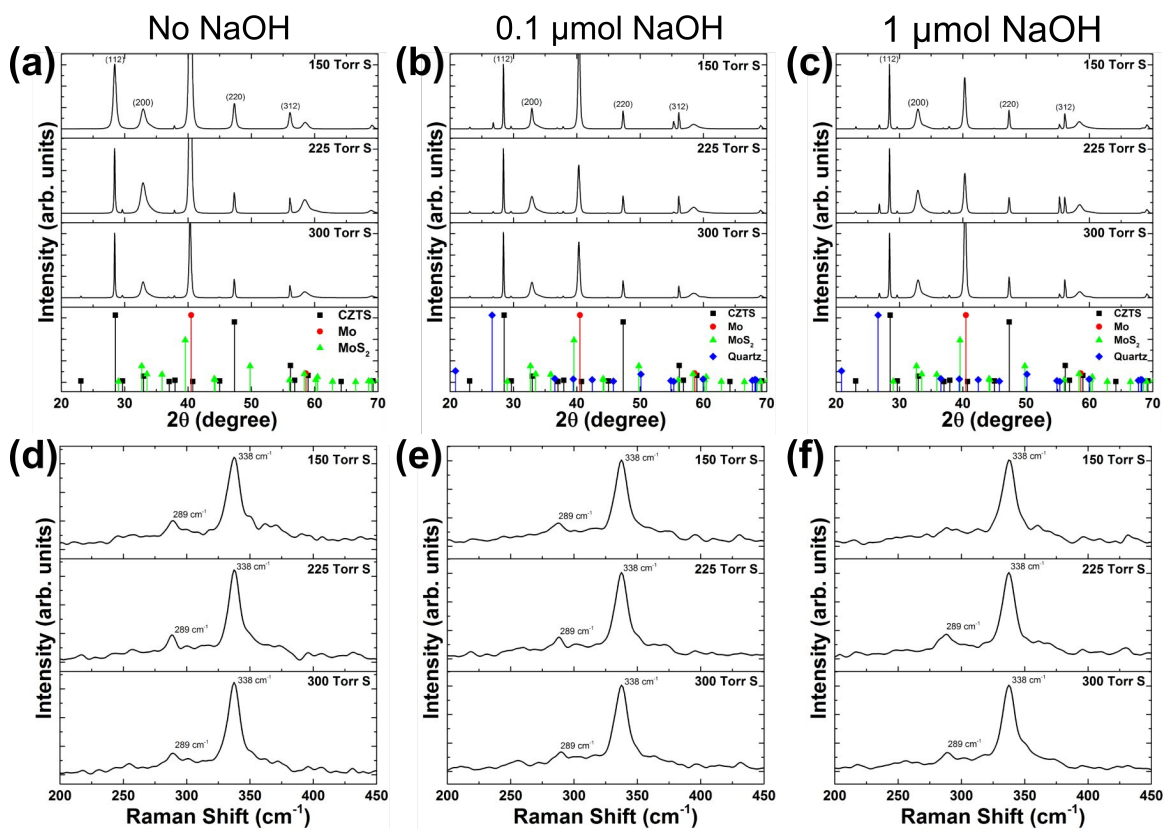 No NaOH
0.1 µmol NaOH
1 µmol NaOH
(a)
Intensity (arb. units)
150 Torr S
(112)
(200)
(220)
(312)
225 Torr S
300 Torr S
CZTS
Mo
MoS2
20 30 40 50 60 70
2θ (degree)
(b)
Intensity (arb. units)
150 Torr S
(112)
(200)
(220)
(312)
225 Torr S
300 Torr S
CZTS
Mo
MoS2
Quartz
20 30 40 50 60 70
2θ (degree)
(c)
Intensity (arb. units)
150 Torr S
(112)
(200)
(220)
(312)
225 Torr S
300 Torr S
CZTS
Mo
MoS2
Quartz
20 30 40 50 60 70
2θ (degree)
(d)
Intensity (arb. units)
338 cm-1
150 Torr S
289 cm-1
338 cm-1
225 Torr S
289 cm-1
338 cm-1
300 Torr S
289 cm-1
200 250 300 350 400 450
Raman Shift (cm-1)
(e)
Intensity (arb. units)
338 cm-1
150 Torr S
289 cm-1
338 cm-1
225 Torr S
289 cm-1
338 cm-1
300 Torr S
289 cm-1
200 250 300 350 400 450
Raman Shift (cm-1)
(f)
Intensity (arb. units)
338 cm-1
150 Torr S
289 cm-1
338 cm-1
225 Torr S
289 cm-1
338 cm-1
300 Torr S
289 cm-1
200 250 300 350 400 450
Raman Shift (cm-1)